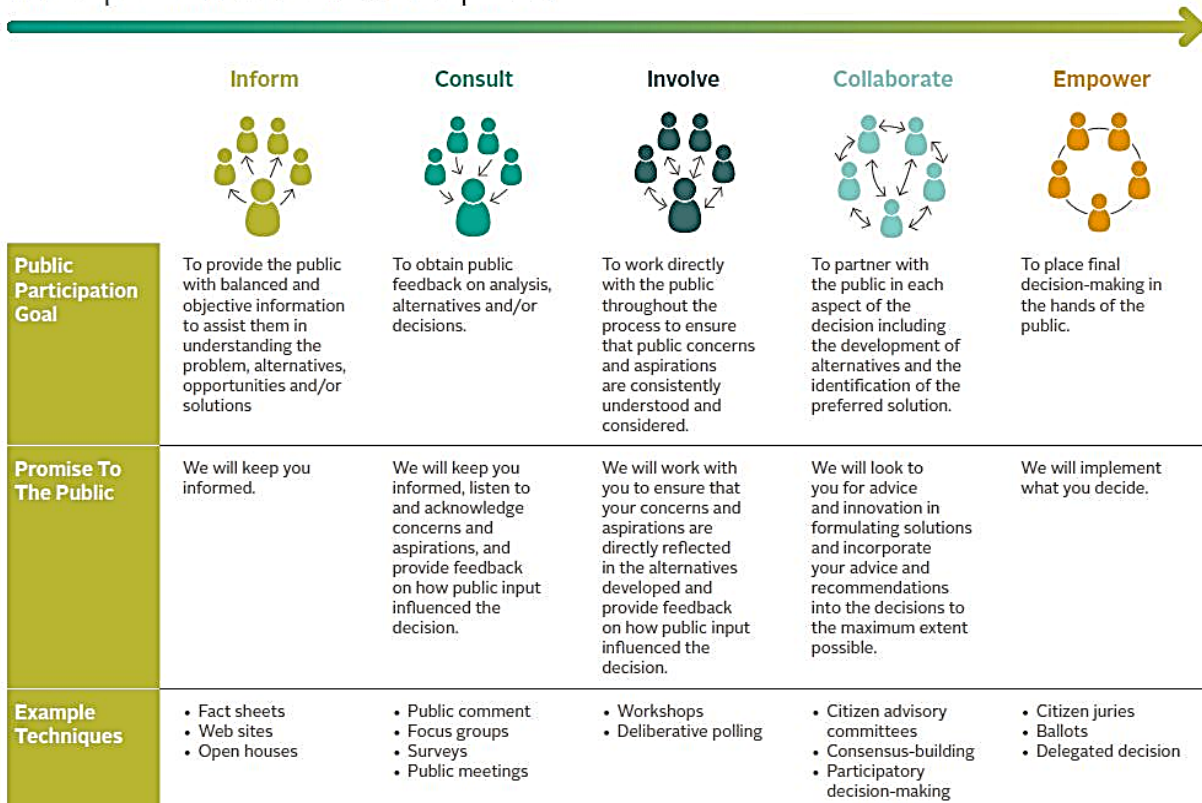 Inform
Consult
Involve
Collaborate
Empower
Public
Participation
Goal
To provide the public
with balanced and
objective information
to assist them in
understanding the
problem, alternatives,
opportunities and/or
solutions
To obtain public
feedback on analysis,
alternatives and/or
decisions.
To work directly
with the public
throughout the
process to ensure
that public concerns
and aspirations
are consistently
understood and
considered.
To partner with
the public in each
aspect of the
decision including
the development of
alternatives and the
identification of the
preferred solution.
To place final
decision-making in
the hands of the
public.
Promise To
The Public
We will keep you
informed.
We will keep you
informed, listen to
and acknowledge
concerns and
aspirations, and
provide feedback
on how public input
influenced the
decision.
We will work with
you to ensure that
your concerns and
aspirations are
directly reflected
in the alternatives
developed and
provide feedback
on how public input
influenced the
decision.
We will look to
you for advice
and innovation in
formulating solutions
and incorporate
your advice and
recommendations
into the decisions to
the maximum extent
possible.
We will implement
what you decide.
Example
Techniques
• Fact sheets
• Web sites
• Open houses
• Public comment
• Focus groups
• Surveys
• Public meetings
• Workshops
• Deliberative polling
• Citizen advisory
committees
• Consensus-building
• Participatory
decision-making
• Citizen juries
• Ballots
• Delegated decision